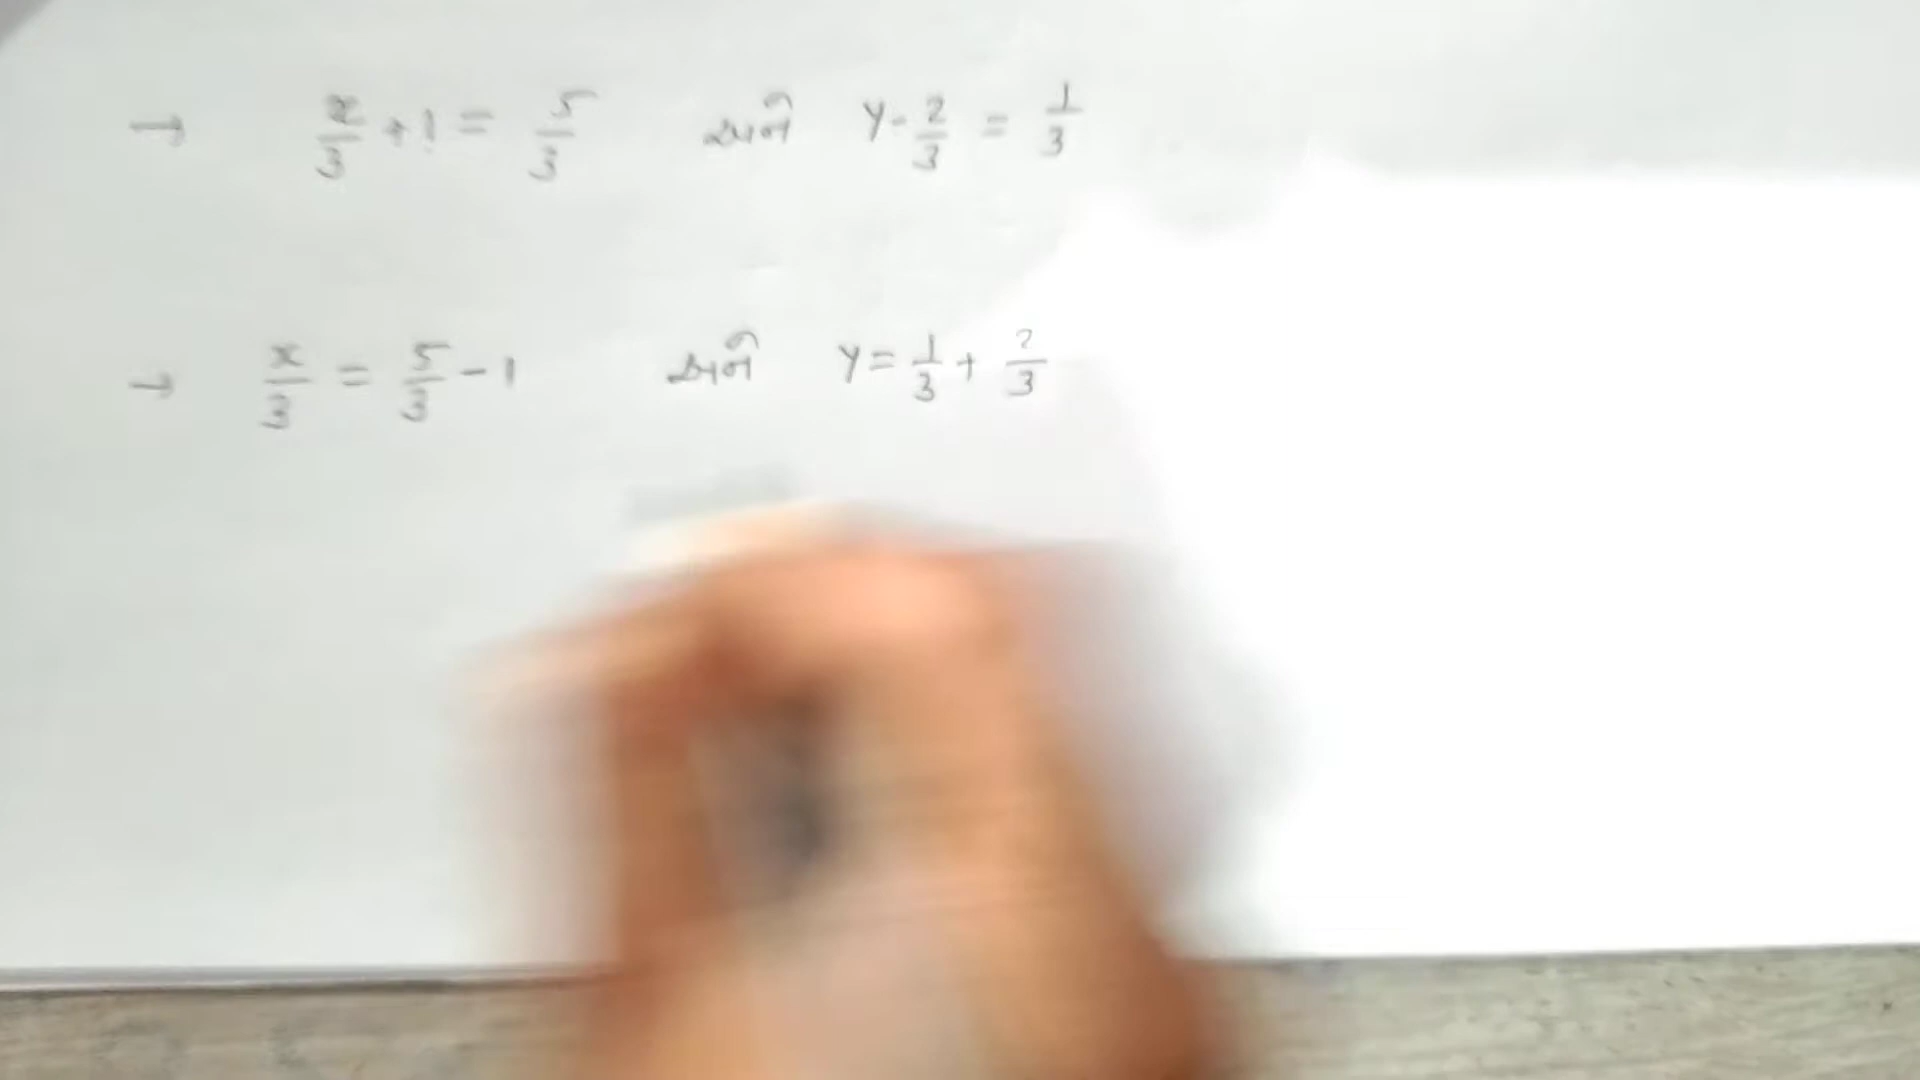 → x/3 + 1 = 5/3 અને y - 2/3 = 1/3
→ x/3 = 5/3 - 1 અને y = 1/3 + 2/3